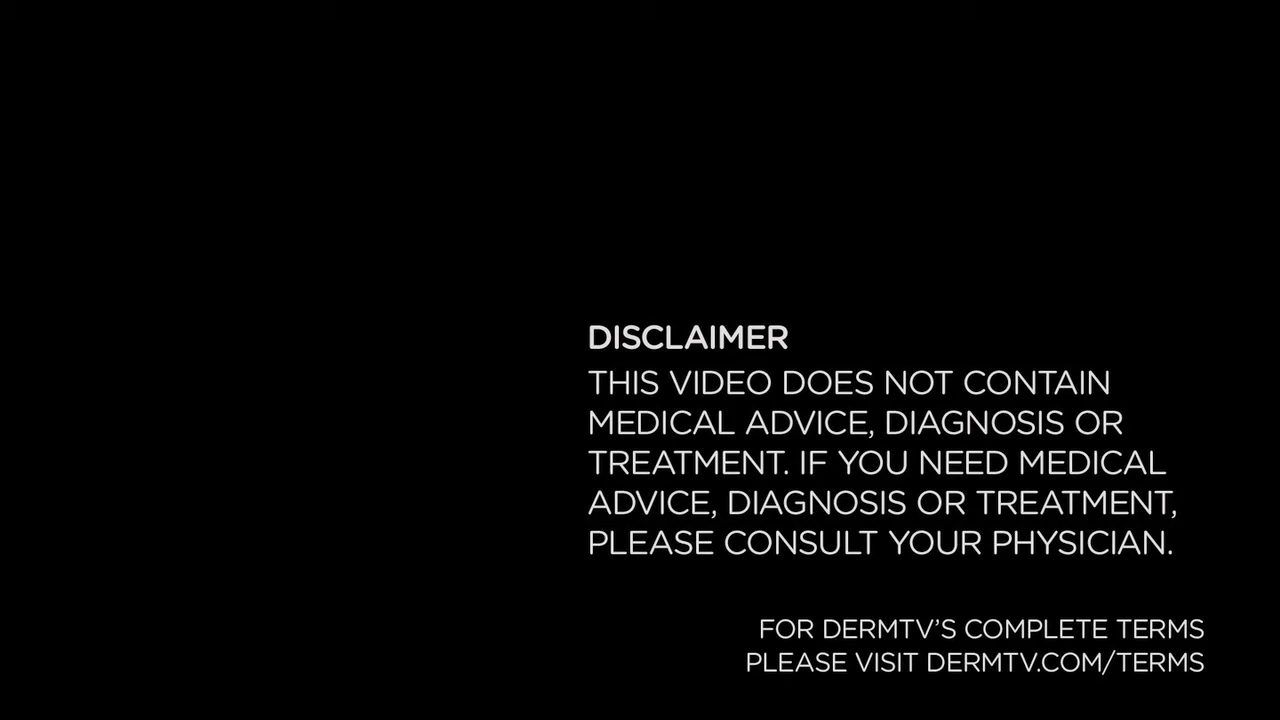 DISCLAIMER
THIS VIDEO DOES NOT CONTAIN
MEDICAL ADVICE, DIAGNOSIS OR
TREATMENT. IF YOU NEED MEDICAL
ADVICE, DIAGNOSIS OR TREATMENT,
PLEASE CONSULT YOUR PHYSICIAN.
FOR DERMTV’S COMPLETE TERMS
PLEASE VISIT DERMTV.COM/TERMS